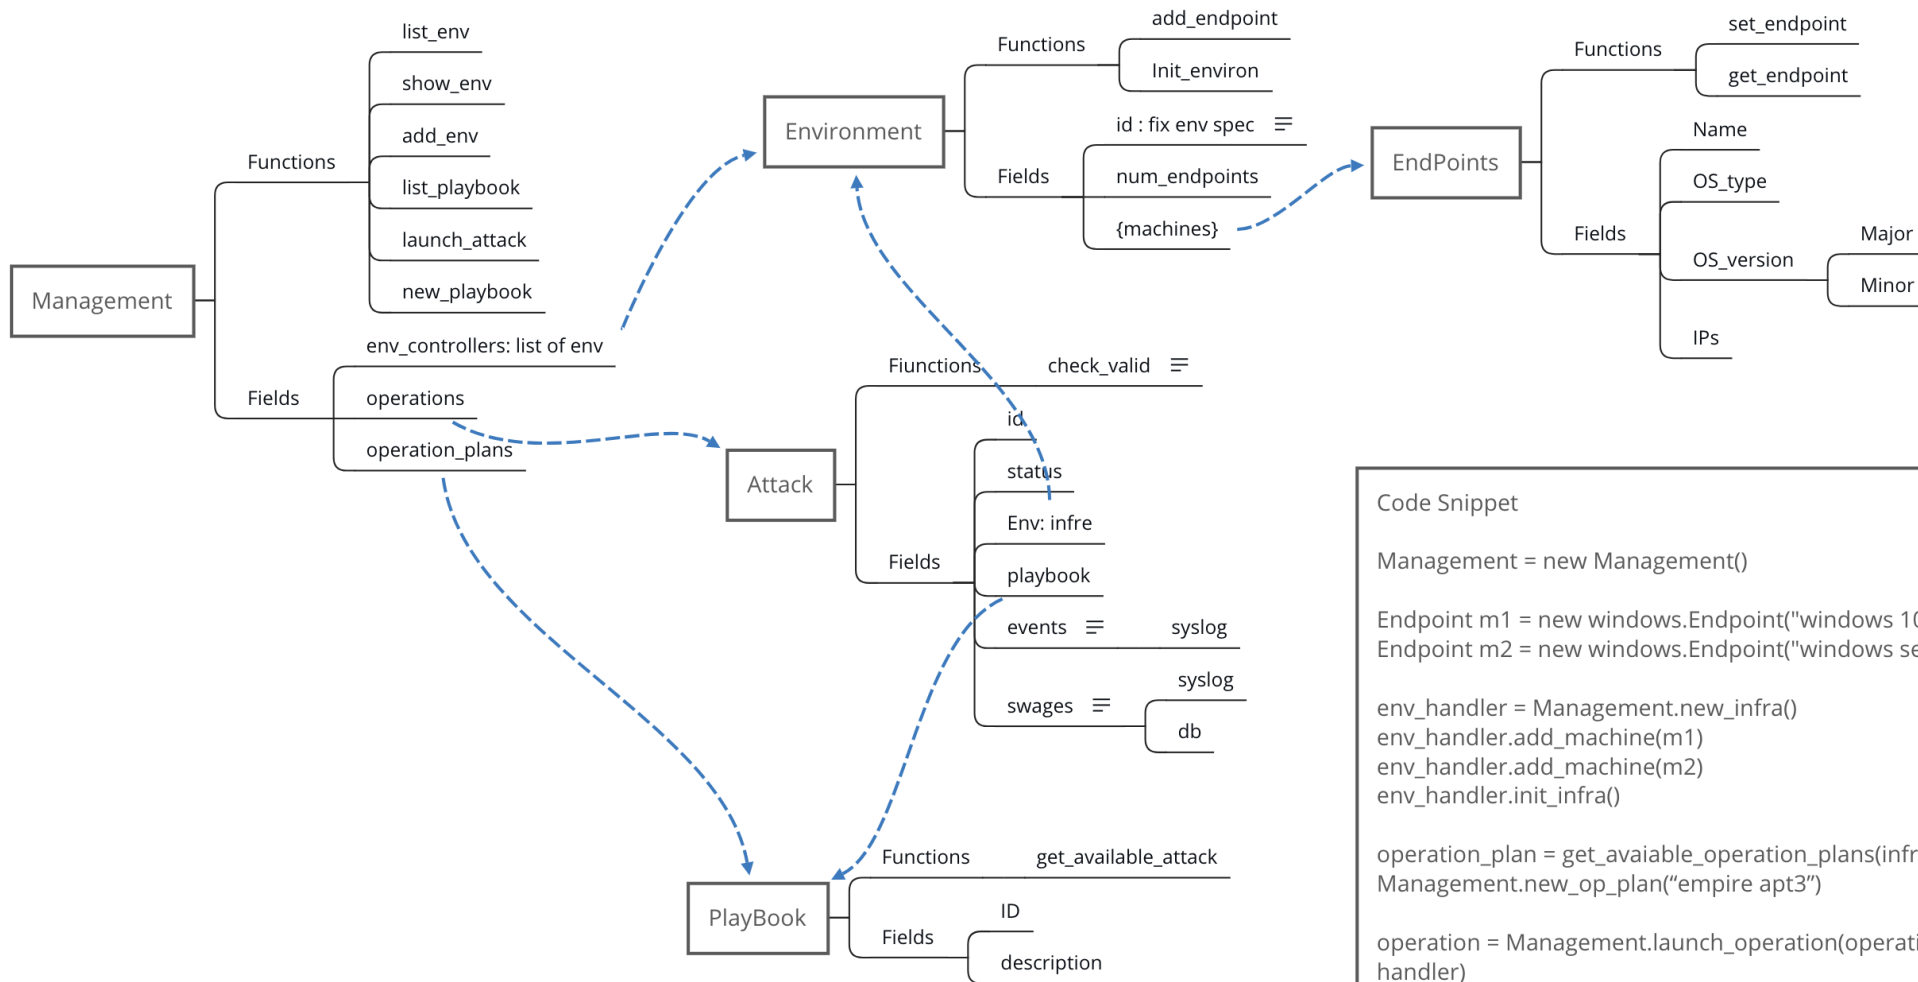 Management
Functions
list_env
show_env
add_env
list_playbook
launch_attack
new_playbook
Fields
env_controllers: list of env
operations
operation_plans
Environment
Functions
add_endpoint
Init_environ
Fields
id : fix env spec
num_endpoints
{machines}
EndPoints
Functions
set_endpoint
get_endpoint
Fields
Name
OS_type
OS_version
Major
Minor
IPs
Attack
Fiunctions
check_valid
Fields
id
status
Env: infre
playbook
events
syslog
swages
syslog
db
PlayBook
Functions
get_available_attack
Fields
ID
description
Code Snippet
Management = new Management()
Endpoint m1 = new windows.Endpoint("windows 10
Endpoint m2 = new windows.Endpoint("windows se
env_handler = Management.new_infra()
env_handler.add_machine(m1)
env_handler.add_machine(m2)
env_handler.init_infra()
operation_plan = get_avaiable_operation_plans(infr
Management.new_op_plan(“empire apt3”)
operation = Management.launch_operation(operati
handler)